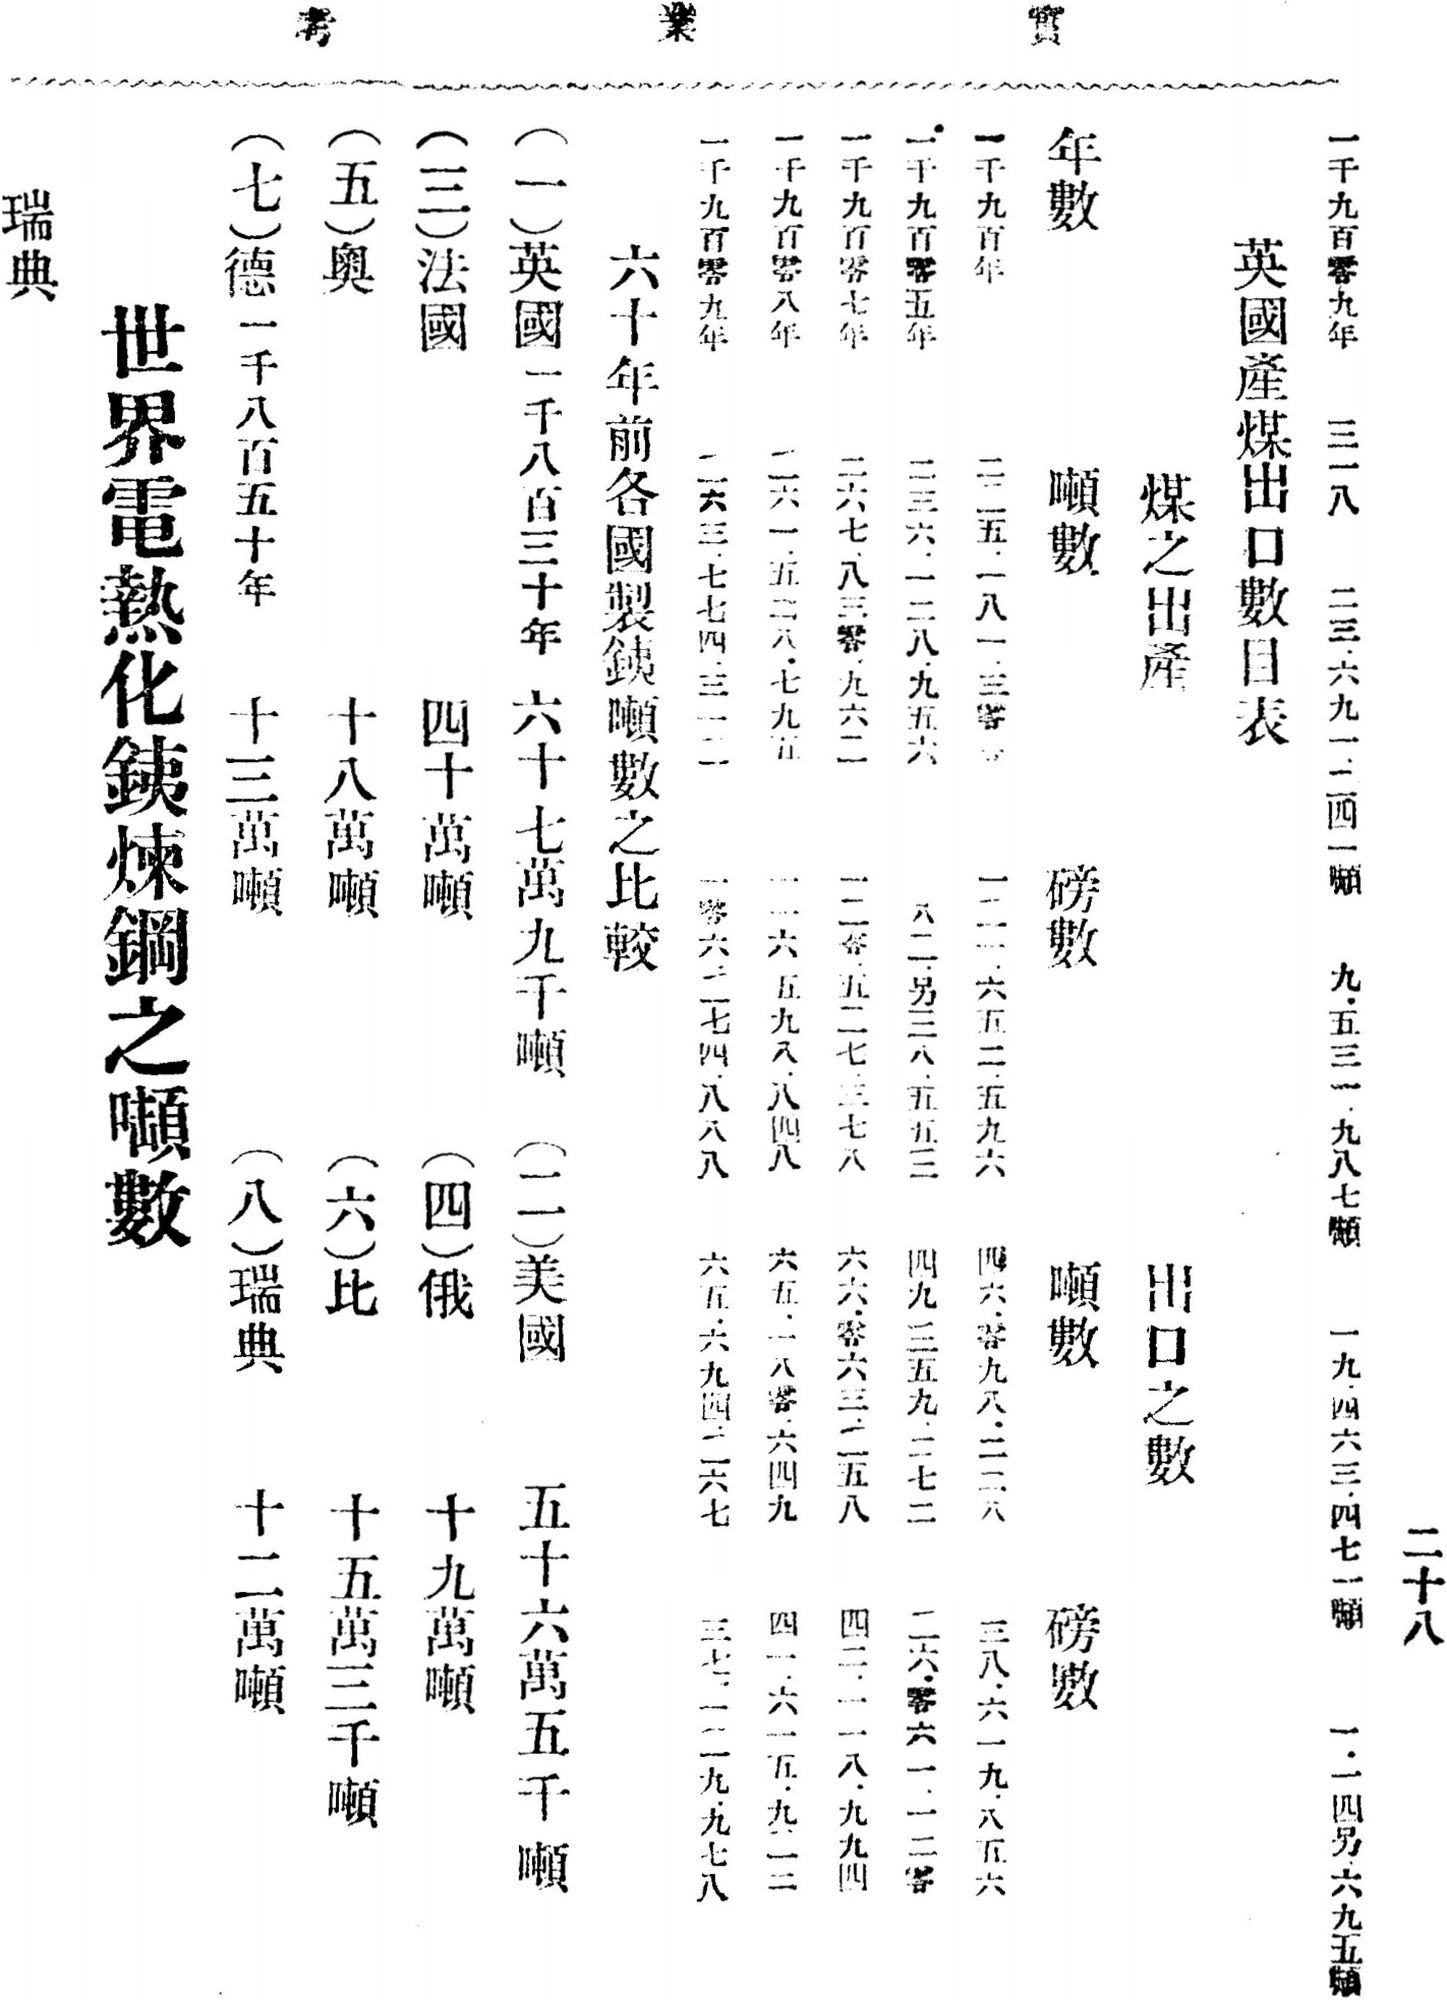 實業考
二十八
一千九百零九年 三一八 二三.六九一.二四一噸 九.五三一.九八七噸 一九.四六三.四七一噸 一.一四另.六九五噸
英國產煤出口數目表
煤之出產 出口之數
年數 噸數 磅數 噸數 磅數
一千九百年 二二五.一八一.三零 一二一.六五二.五九六 四六.零九八.二二八 三八.六一九.八五六
一千九百零五年 二三六.一二八.九五六 八二.另三八.五五三 四九.三五九.二七二 二六.零六一.一二零
一千九百零七年 二六七.八三零.九六二 一二零.五二七.三七八 六六.零六三.二五八 四二.一一八.九九四
一千九百零八年 二六一.五二八.七九五 一一六.五九八.八四八 六五.一八零.六四九 四一.六一五.九二三
一千九百零九年 二六三.七七四.三一二 一零六.二七四.八八八 六五.六九四.二六七 三七.一二九.九七八
六十年前各國製銕噸數之比較
(一)英國一千八百三十年 六十七萬九千噸 (二)美國 五十六萬五千噸
(三)法國 四十萬噸 (四)俄 十九萬噸
(五)奧 十八萬噸 (六)比 十五萬三千噸
(七)德一千八百五十年 十三萬噸 (八)瑞典 十二萬噸
世界電熱化銕煉鋼之噸數
瑞典